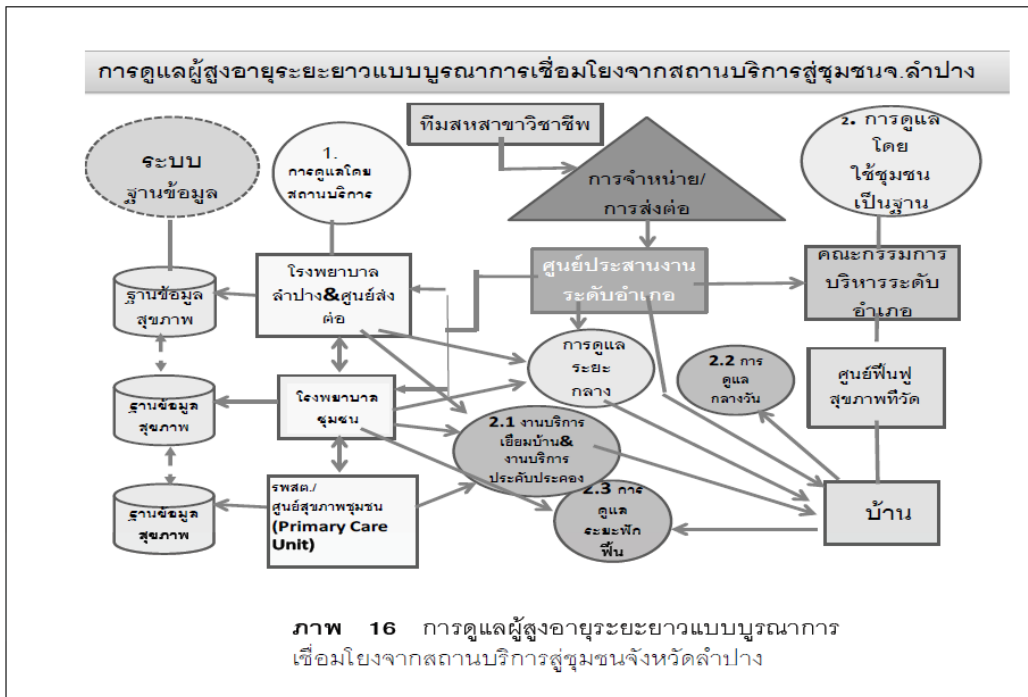 การดูแลผู้สูงอายุระยะยาวแบบบูรณาการเชื่อมโยงจากสถานบริการสู่ชุมชนจ.ลำปาง
ระบบ
ฐานข้อมูล
1.
การดูแลโดย
สถานบริการ
ทีมสหสาขาวิชาชีพ
การจำหน่าย/
การส่งต่อ
2. การดูแล
โดย
ใช้ชุมชน
เป็นฐาน
ฐานข้อมูล
สุขภาพ
โรงพยาบาล
ลำปาง&ศูนย์ส่ง
ต่อ
ศูนย์ประสานงาน
ระดับอำเภอ
คณะกรรมการ
บริหารระดับ
อำเภอ
การดูแล
ระยะ
กลาง
2.2 การ
ดูแล
กลางวัน
ศูนย์ฟื้นฟู
สุขภาพที่วัด
ฐานข้อมูล
สุขภาพ
โรงพยาบาล
ชุมชน
2.1 งานบริการ
เยี่ยมบ้าน&
งานบริการ
ประคับประคอง
ฐานข้อมูล
สุขภาพ
รพสต./
ศูนย์สุขภาพชุมชน
(Primary Care
Unit)
2.3 การ
ดูแล
ระยะพัก
ฟื้น
บ้าน
ภาพ 16 การดูแลผู้สูงอายุระยะยาวแบบบูรณาการ
เชื่อมโยงจากสถานบริการสู่ชุมชนจังหวัดลำปาง